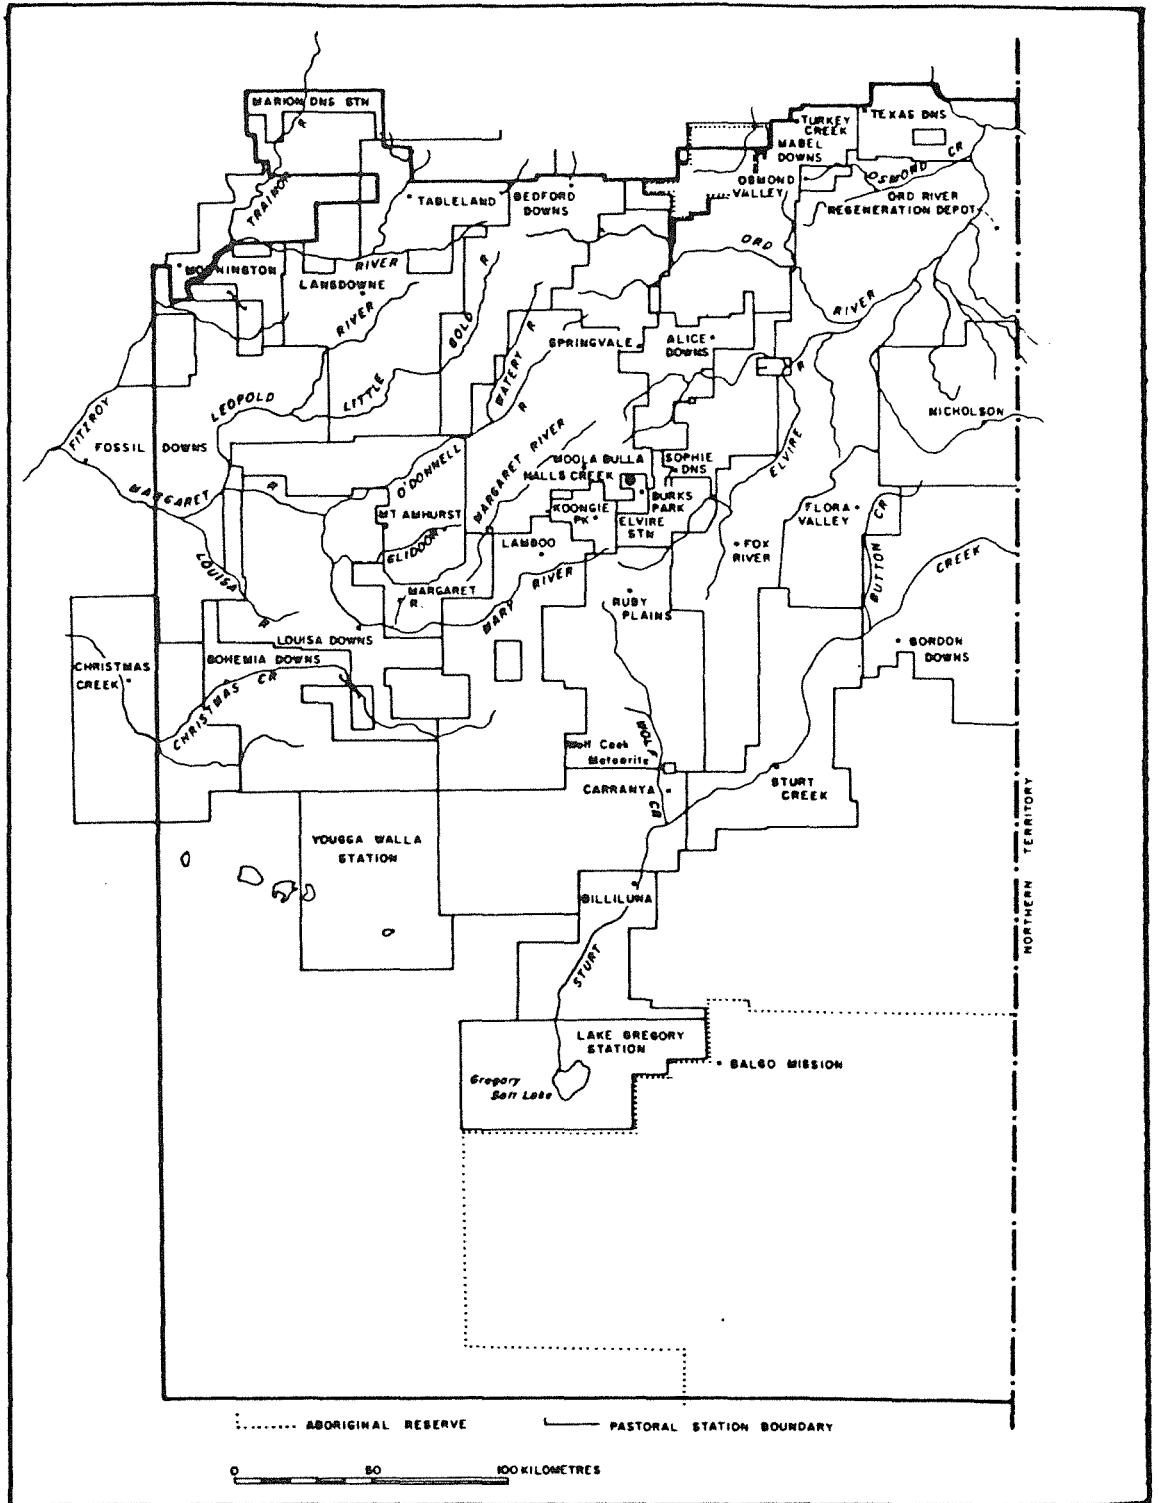 MARION DNS STN
R
TRAINOR
TURKEY
CREEK
TEXAS DNS
MABEL
DOWNS
OSMOND CR
OSMOND
VALLEY
ORD RIVER
REGENERATION DEPOT
TABLELAND
BEDFORD
DOWNS
ORD
RIVER
MORNINGTON
RIVER
LANSDOWNE
RIVER
BOLD R
WATERY R
SPRINGVALE
ALICE
DOWNS
R
LEOPOLD
LITTLE
R
NICHOLSON
FITZROY
FOSSIL DOWNS
ELVIRE
O'DONNELL
MARGARET RIVER
MOOLA BULLA
HALLS CREEK
SOPHIE
DNS
MARGARET
R
MT AMHURST
KOONGIE
PK
BURKS
PARK
ELVIRE
STN
FLORA
VALLEY
BUTTON CR
GLIDDON
LAMBOO
FOX
RIVER
CREEK
LOUISA
R
MARGARET
R.
MARY RIVER
RUBY
PLAINS
LOUISA DOWNS
GORDON
DOWNS
CHRISTMAS
CREEK
BOHEMIA DOWNS
CHRISTMAS CR
WOLF
CR
Wolf Creek
Meteorite
CARRANYA
STURT
CREEK
YOUGGA WALLA
STATION
NORTHERN TERRITORY
BILLILUNA
STURT
LAKE GREGORY
STATION
BALGO MISSION
Gregory
Salt Lake
ABORIGINAL RESERVE
PASTORAL STATION BOUNDARY
0 50 100 KILOMETRES